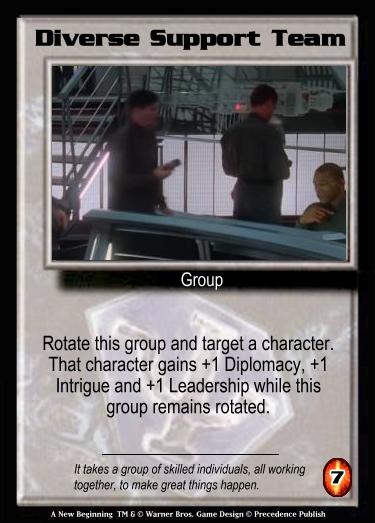 Diverse Support Team
Group
Rotate this group and target a character.
That character gains +1 Diplomacy, +1
Intrigue and +1 Leadership while this
group remains rotated.
It takes a group of skilled individuals, all working
together, to make great things happen.
7
A New Beginning TM & © Warner Bros. Game Design © Precedence Publish